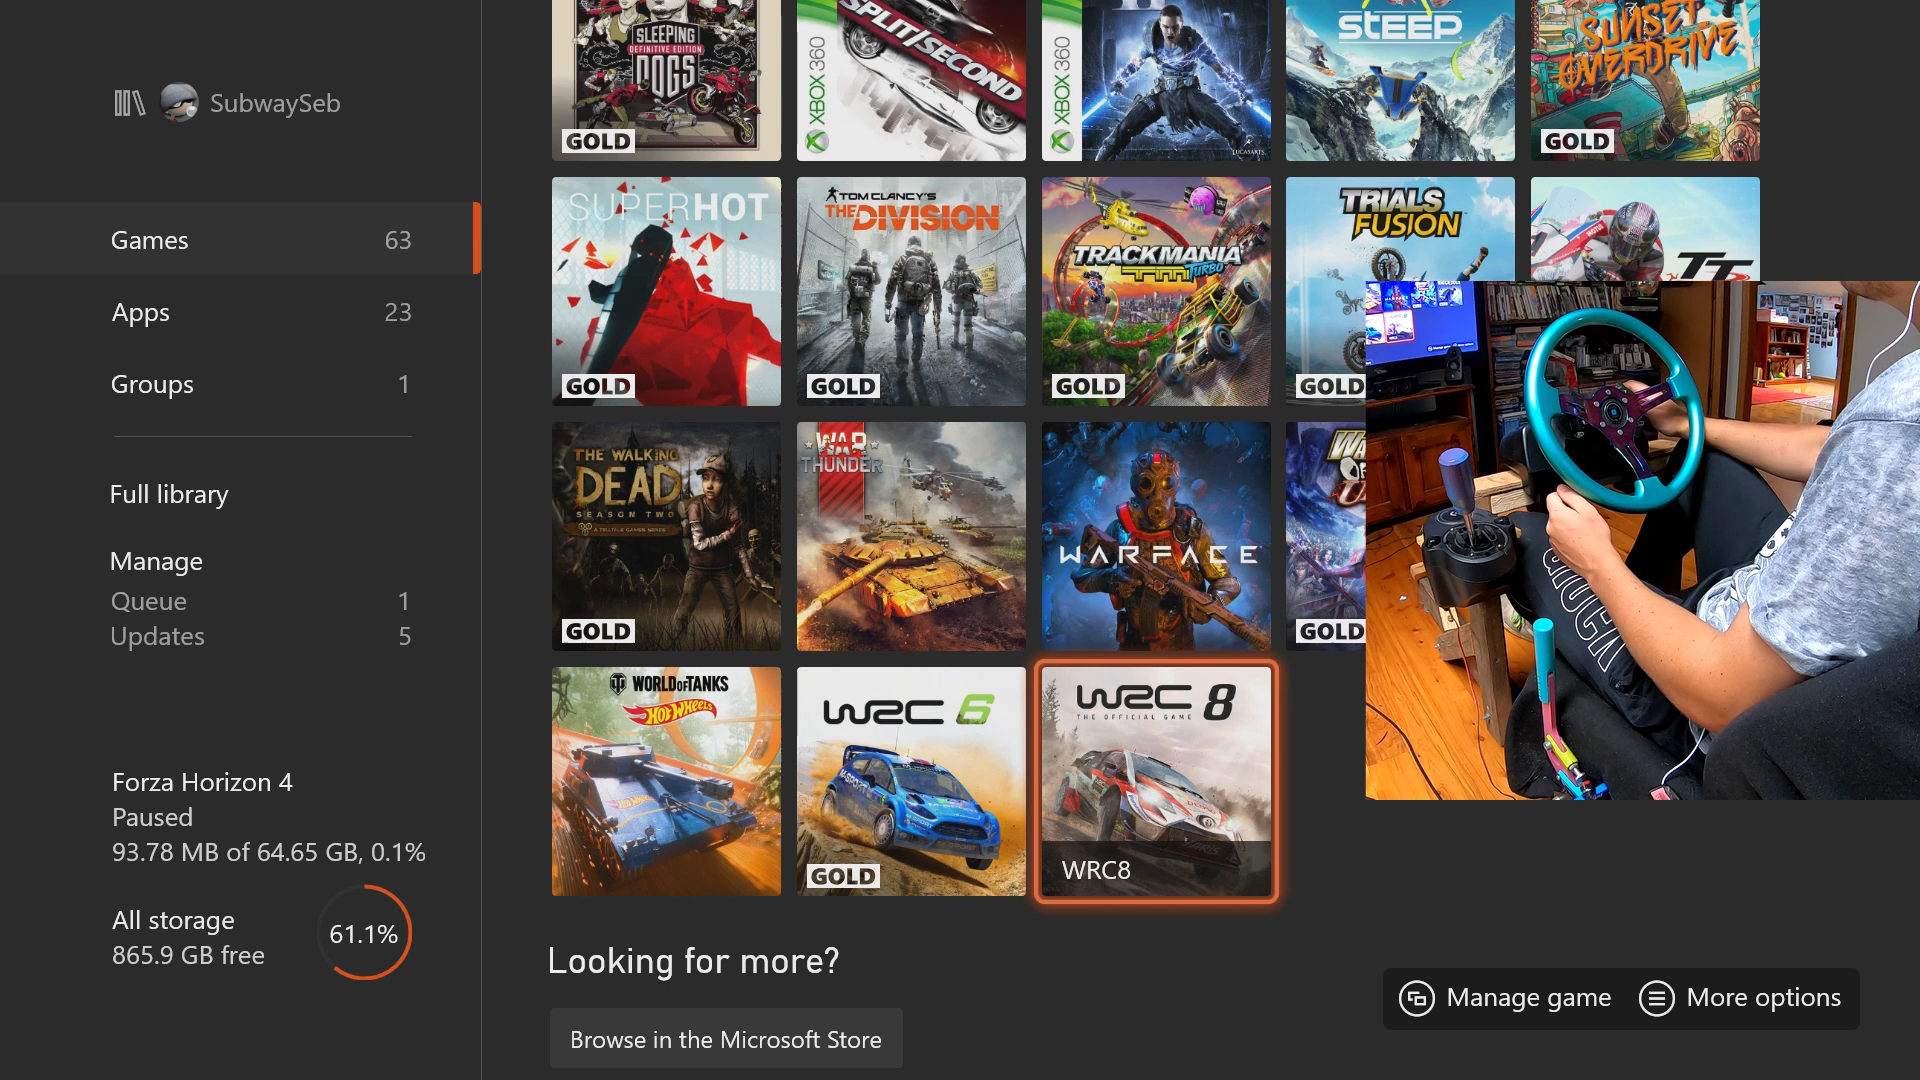 SubwaySeb
Games 63
Apps 23
Groups 1
Full library
Manage
Queue 1
Updates 5
Forza Horizon 4
Paused
93.78 MB of 64.65 GB, 0.1%
All storage
865.9 GB free
61.1%
SLEEPING
DEFINITIVE EDITION
DOGS
GOLD
XBOX 360
SPLIT/SECOND
XBOX 360
II
LUCASARTS
STEEP
SUNSET
OVERDRIVE
GOLD
SUPERHOT
GOLD
TOM CLANCY'S
THE DIVISION
GOLD
TRACKMANIA
TURBO
GOLD
TRIALS
FUSION
GOLD
TT
THE WALKING
DEAD
SEASON TWO
A TELLTALE GAMES SERIES
GOLD
WAR
THUNDER
WARFACE
GOLD
WORLD OF TANKS
HOT WHEELS
WRC 6
GOLD
WRC 8
THE OFFICIAL GAME
WRC8
Looking for more?
Browse in the Microsoft Store
Manage game
More options